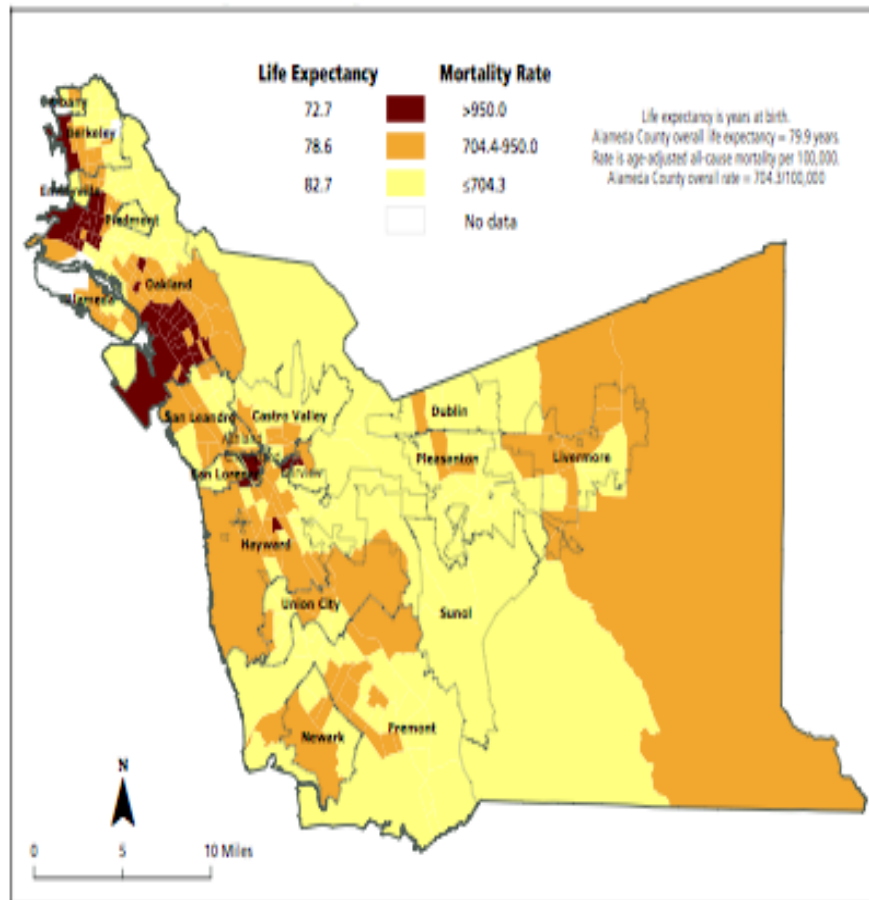 Life Expectancy Mortality Rate
72.7 >950.0
78.6 704.4-950.0
82.7 ≤704.3
No data
Life expectancy is years at birth.
Alameda County overall life expectancy = 79.9 years.
Rate is age-adjusted all-cause mortality per 100,000.
Alameda County overall rate = 704.3/100,000
Berkeley
Piedmont
Oakland
Alameda
San Leandro
Castro Valley
Dublin
Pleasanton
Livermore
San Lorenzo
Hayward
Union City
Sunol
Newark
Fremont
N
0 5 10 Miles